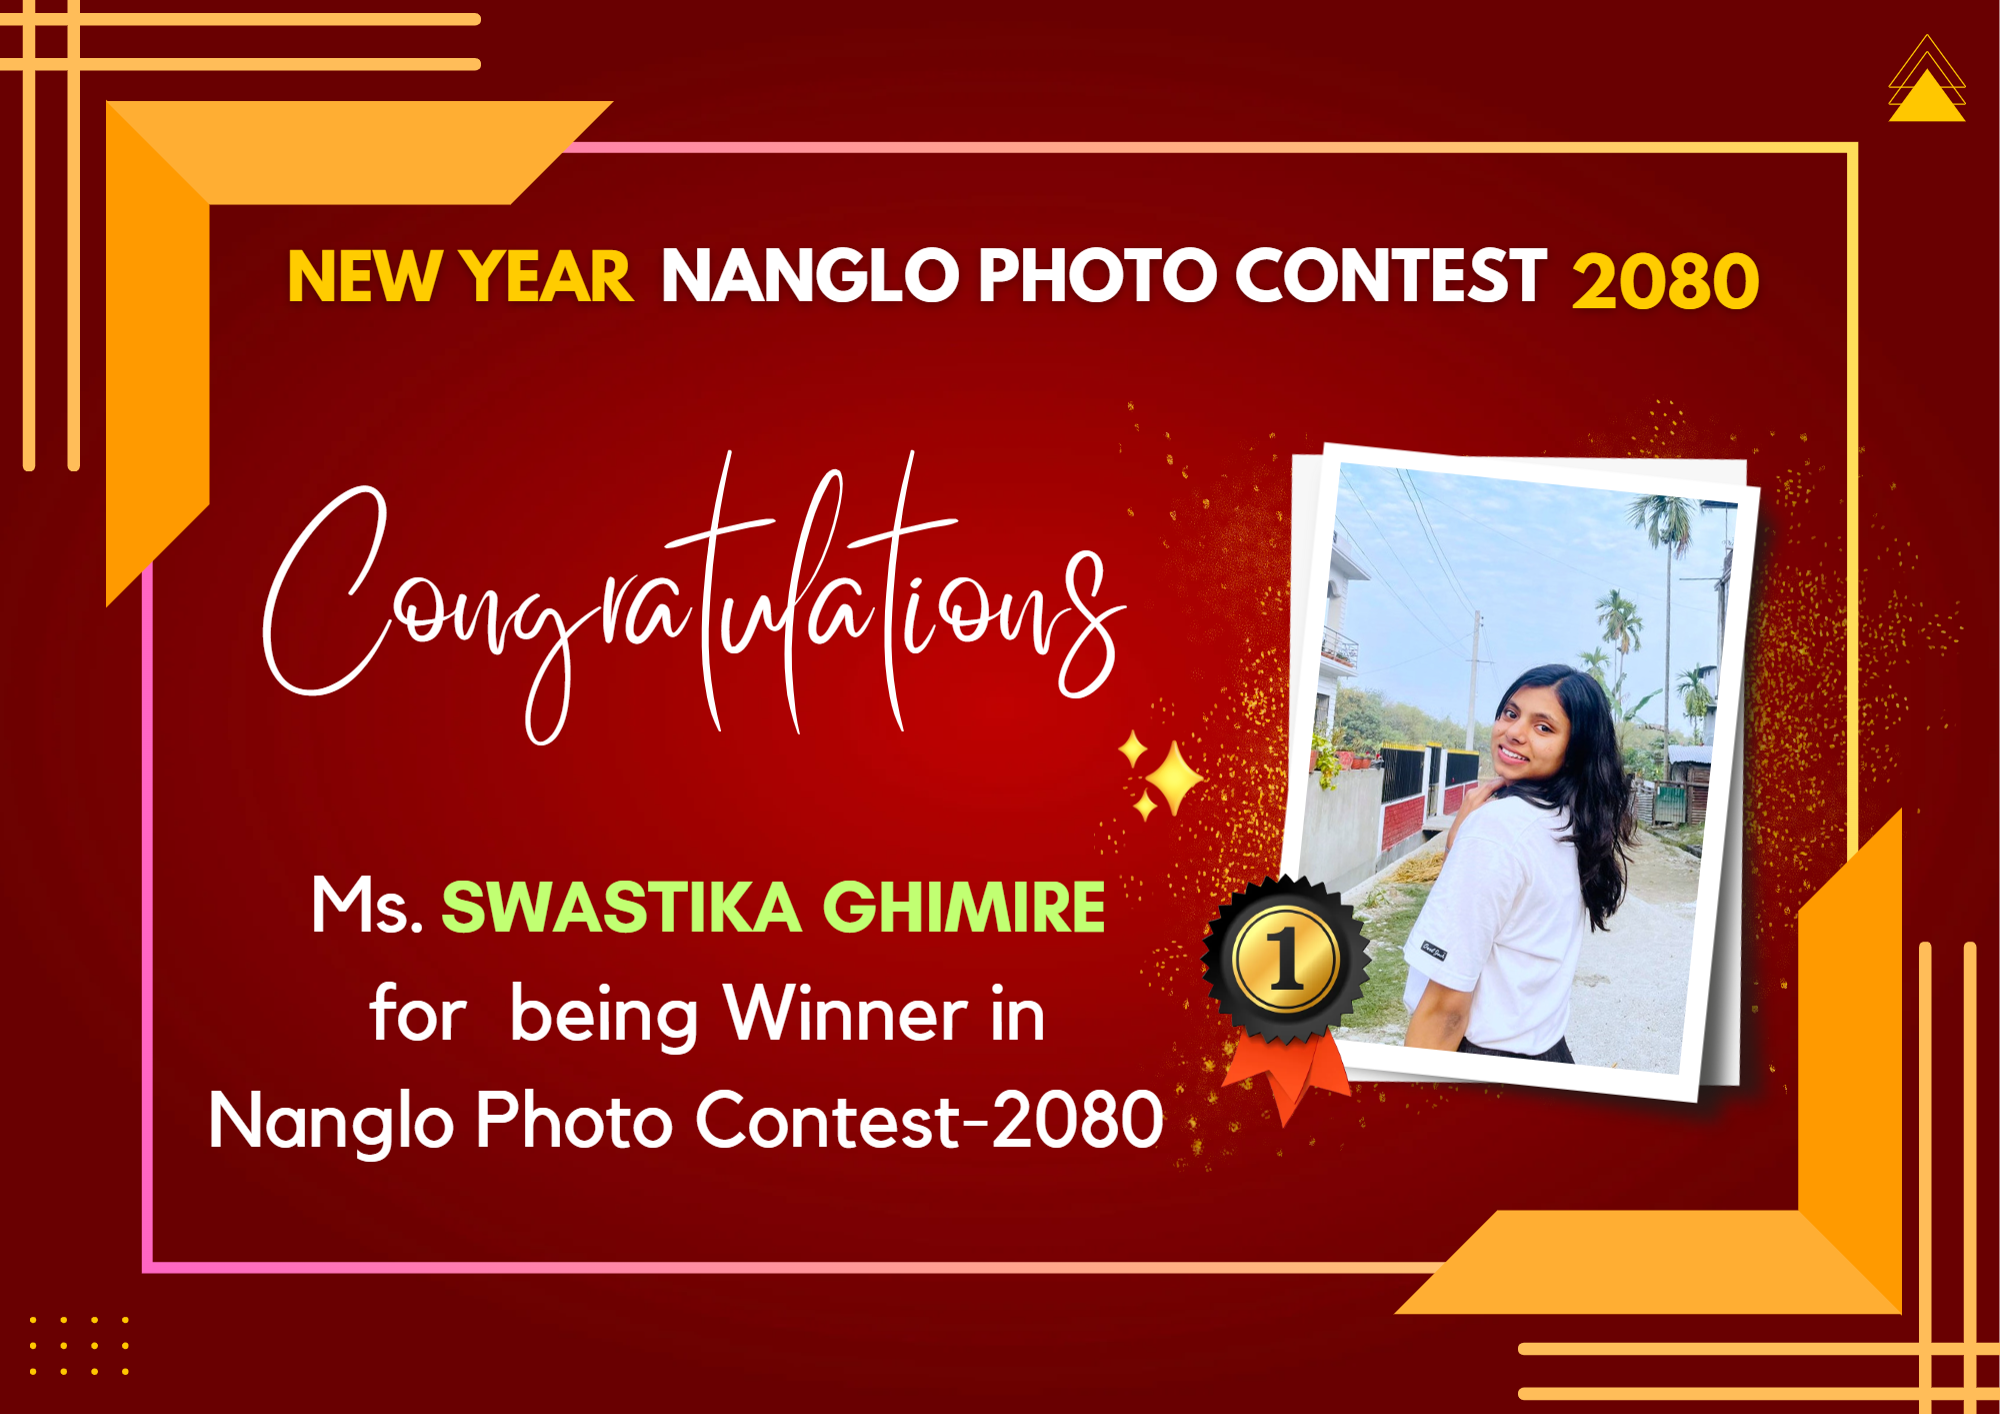 NEW YEAR NANGLO PHOTO CONTEST 2080
Congratulations
Ms. SWASTIKA GHIMIRE
for being Winner in
Nanglo Photo Contest-2080
1